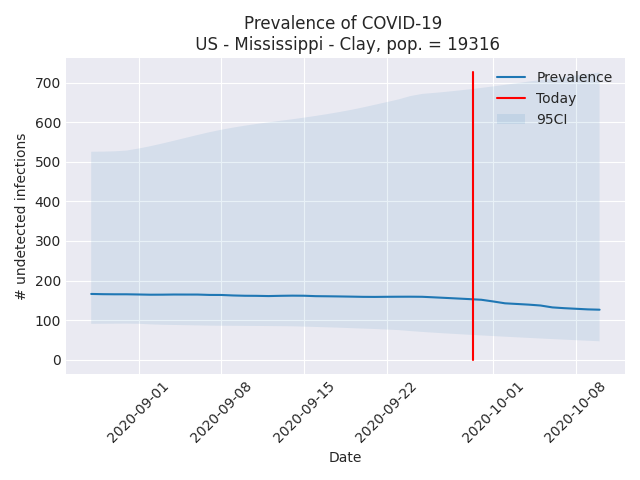 Prevalence of COVID-19
US - Mississippi - Clay, pop. = 19316
Prevalence
Today
95CI
# undetected infections
700
600
500
400
300
200
100
0
2020-09-01
2020-09-08
2020-09-15
2020-09-22
2020-10-01
2020-10-08
Date